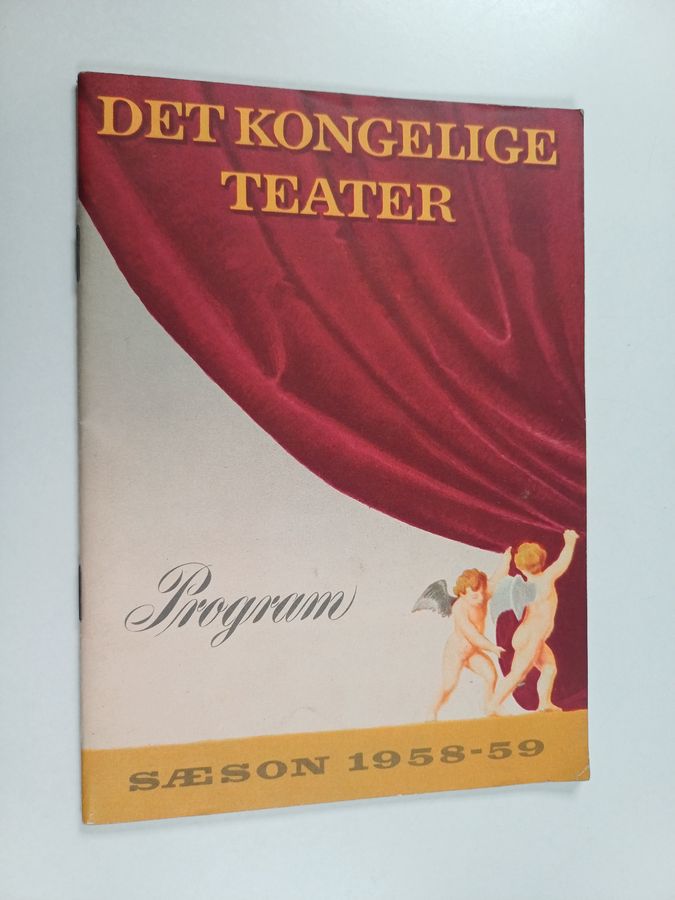 DET KONGELIGE
TEATER
Program
SÆSON 1958-59